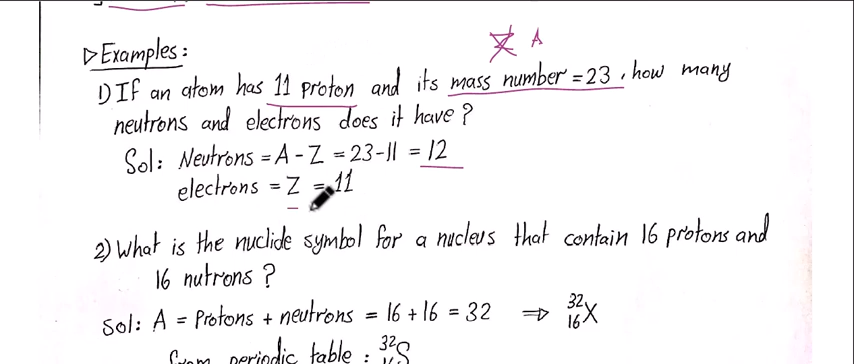 ▷ Examples:
A
1) If an atom has 11 proton and its mass number = 23, how many
neutrons and electrons does it have?
Sol: Neutrons = A - Z = 23-11 = 12
electrons = Z = 11
2) What is the nuclide symbol for a nucleus that contain 16 protons and
16 nutrons?
Sol: A = Protons + neutrons = 16 + 16 = 32 ⇒ ³²₁₆X
from periodic table: ³²₁₆S